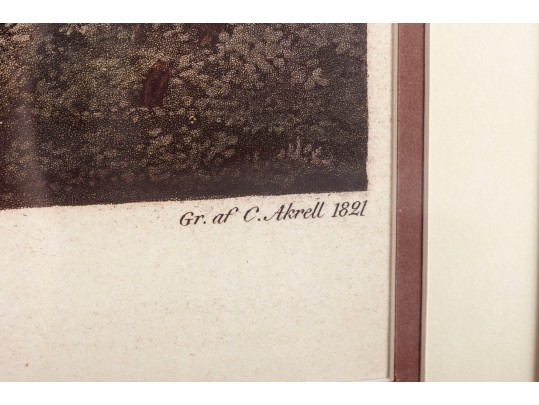 Gr. af C. Akrell 1821